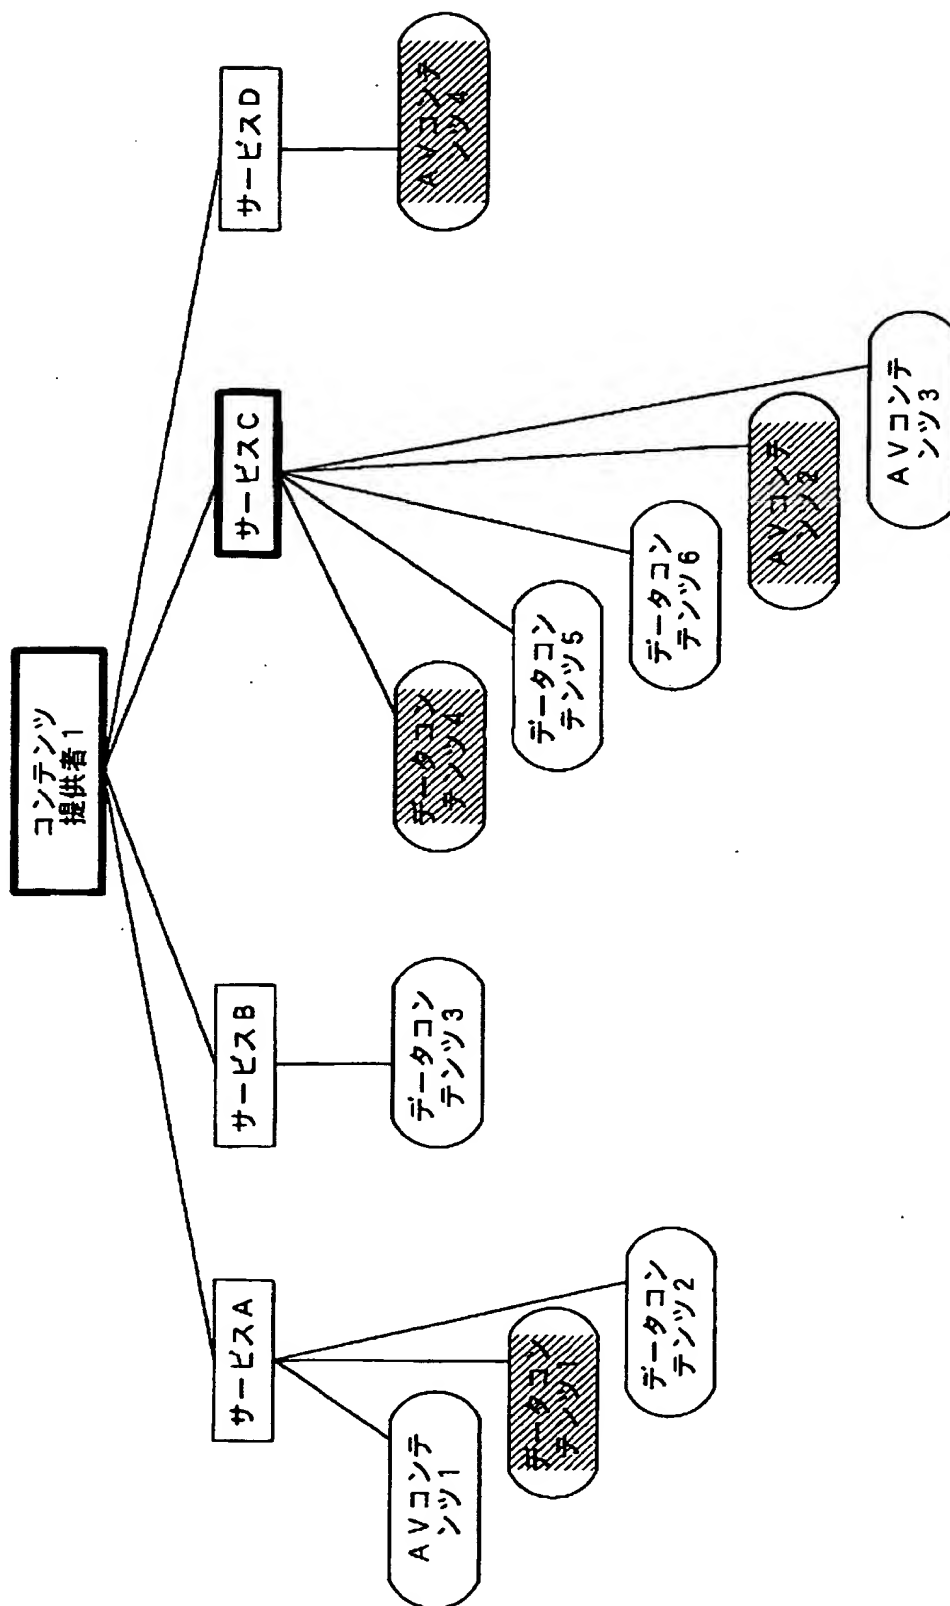 コンテンツ
提供者1
サービスA
サービスB
サービスC
サービスD
AVコンテ
ンツ1
データコン
テンツ1
データコン
テンツ2
データコン
テンツ3
データコン
テンツ4
データコン
テンツ5
データコン
テンツ6
AVコンテ
ンツ2
AVコンテ
ンツ3
AVコンテ
ンツ4